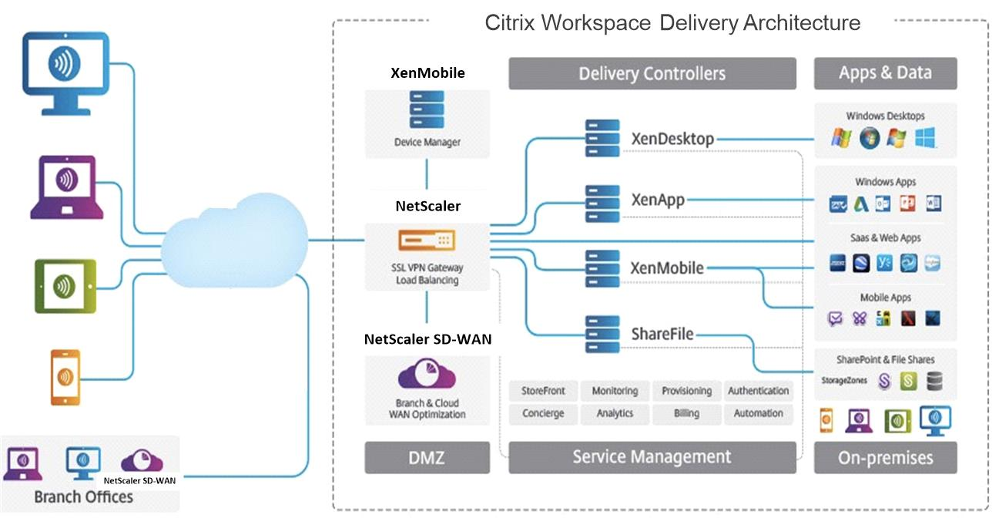 Citrix Workspace Delivery Architecture
XenMobile
Device Manager
NetScaler
SSL VPN Gateway
Load Balancing
NetScaler SD-WAN
Branch & Cloud
WAN Optimization
DMZ
Delivery Controllers
XenDesktop
XenApp
XenMobile
ShareFile
StoreFront
Monitoring
Provisioning
Authentication
Concierge
Analytics
Billing
Automation
Service Management
Apps & Data
Windows Desktops
Windows Apps
Saas & Web Apps
Mobile Apps
SharePoint & File Shares
StorageZones
On-premises
NetScaler SD-WAN
Branch Offices